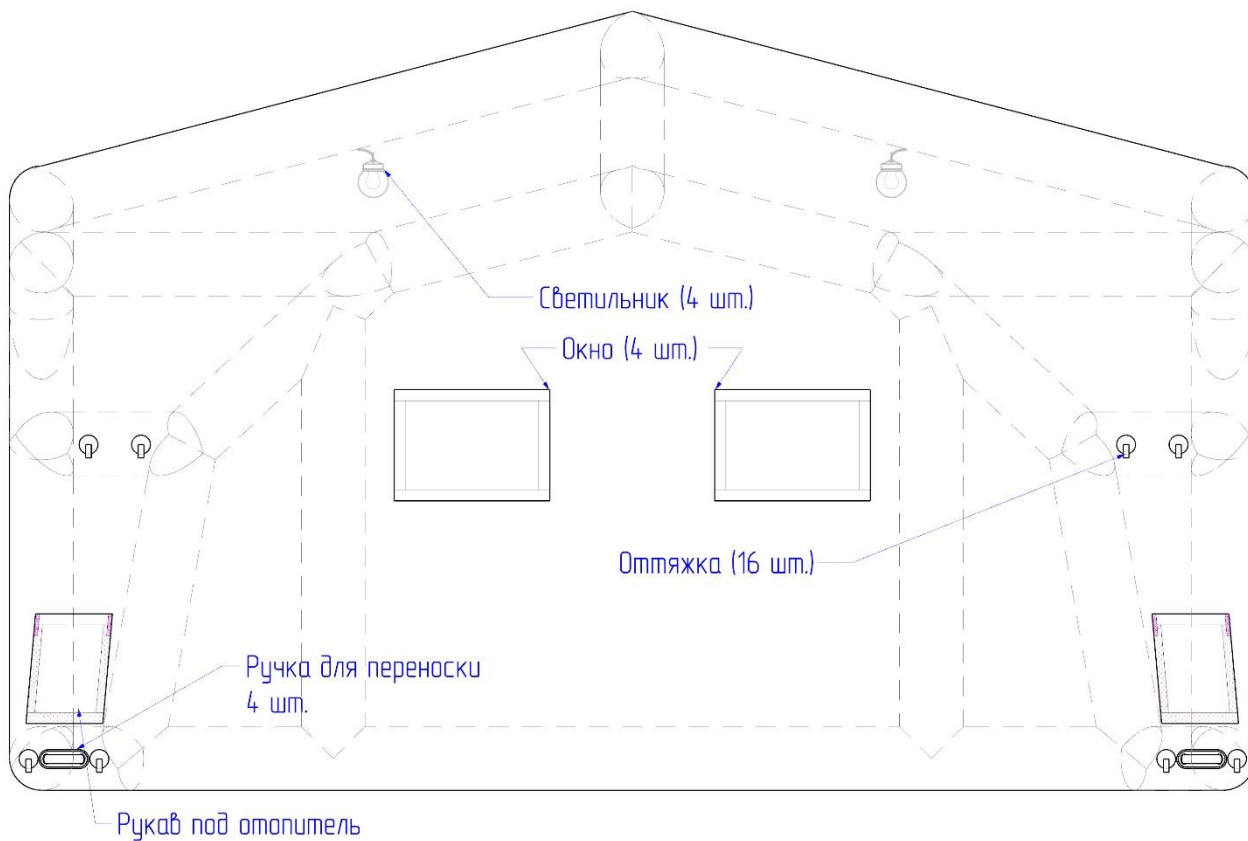 Светильник (4 шт.)
Окно (4 шт.)
Оттяжка (16 шт.)
Ручка для переноски
4 шт.
Рукав под отопитель